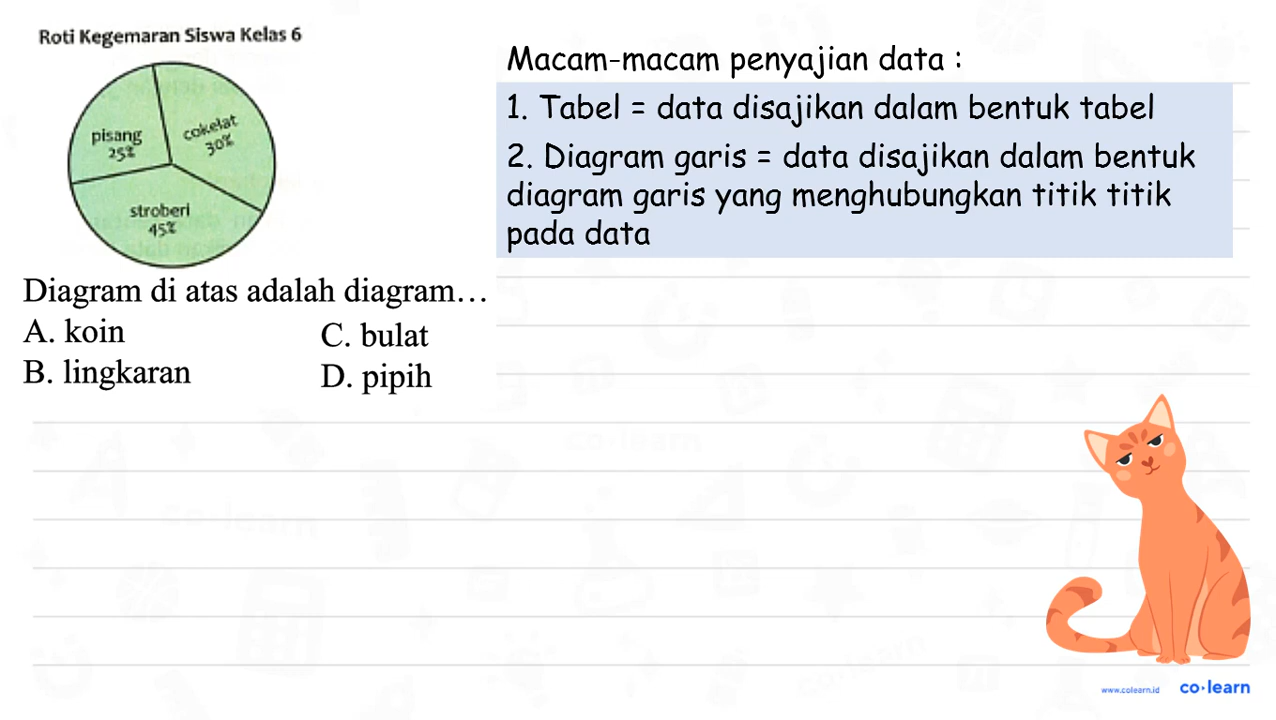 Roti Kegemaran Siswa Kelas 6
pisang
25%
cokelat
30%
stroberi
45%
Diagram di atas adalah diagram...
A. koin
B. lingkaran
C. bulat
D. pipih
Macam-macam penyajian data :
1. Tabel = data disajikan dalam bentuk tabel
2. Diagram garis = data disajikan dalam bentuk
diagram garis yang menghubungkan titik titik
pada data
www.colearn.id
co·learn